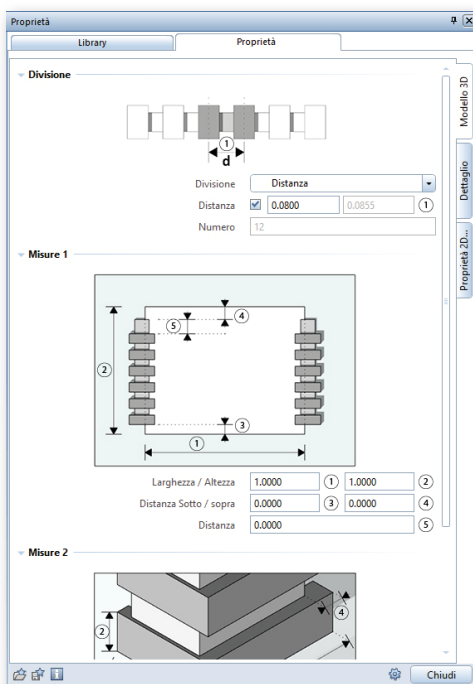 Proprietà
Library
Proprietà
Modello 3D
Dettaglio
Proprietà 2D...
Divisione
1
d
Divisione Distanza
Distanza 0.0800 0.0855 1
Numero 12
Misure 1
4
5
2
3
1
Larghezza / Altezza 1.0000 1 1.0000 2
Distanza Sotto / sopra 0.0000 3 0.0000 4
Distanza 0.0000 5
Misure 2
4
2
Chiudi